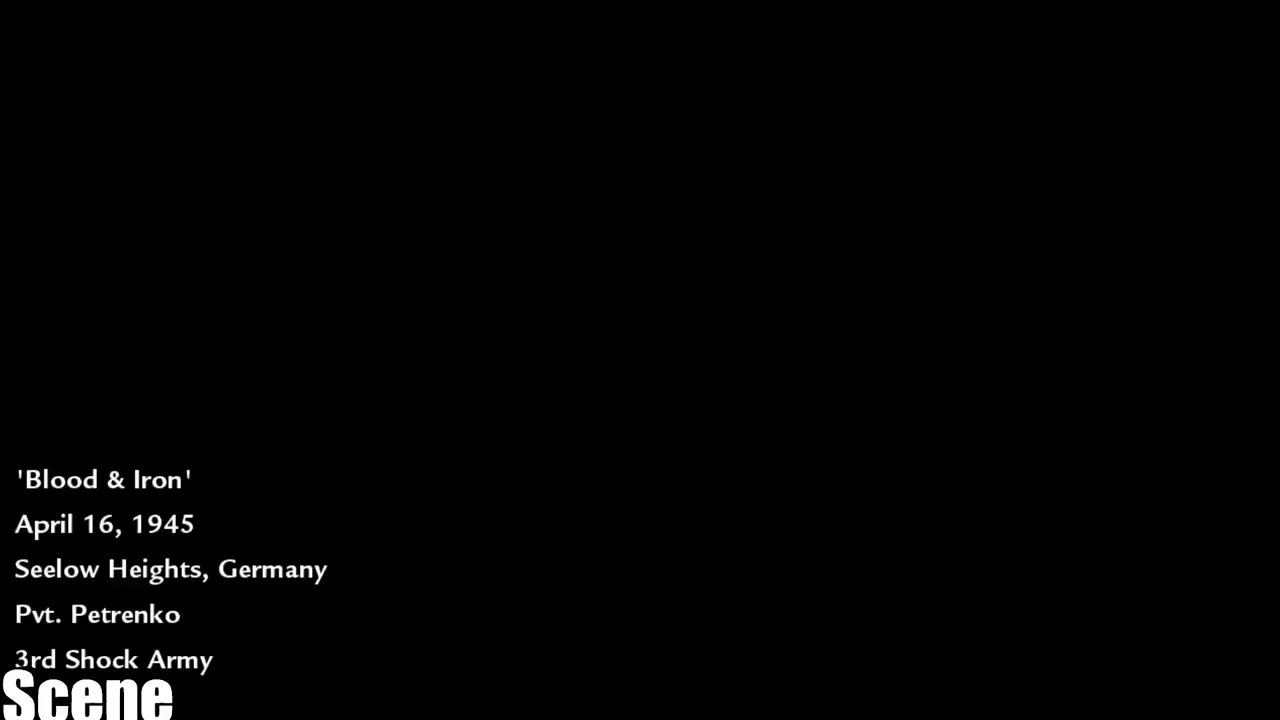 'Blood & Iron'
April 16, 1945
Seelow Heights, Germany
Pvt. Petrenko
3rd Shock Army
Scene